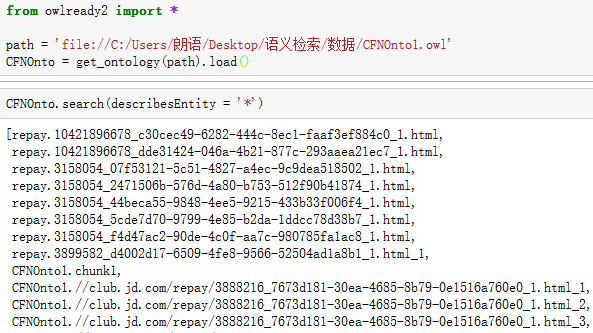 from owlready2 import *
path = 'file://C:/Users/朗语/Desktop/语义检索/数据/CFNOnto1.owl'
CFNOnto = get_ontology(path).load()
CFNOnto.search(describesEntity = '*')
[repay.10421896678_c30cec49-6282-444c-8ec1-faaf3ef884c0_1.html,
repay.10421896678_dde31424-046a-4b21-877c-293aaea21ec7_1.html,
repay.3158054_07f53121-5c51-4827-a4ec-9c9dea518502_1.html,
repay.3158054_2471506b-576d-4a80-b753-512f90b41874_1.html,
repay.3158054_44beca55-9848-4ee5-9215-433b33f006f4_1.html,
repay.3158054_5cde7d70-9799-4e85-b2da-1ddcc78d38b7_1.html,
repay.3158054_f4d47ac2-90de-4c0f-aa7c-980785fa1ac8_1.html,
repay.3899582_d4002d17-6509-4fe8-9566-52504ad1a8b1_1.html_1,
CFNOnto1.chunk1,
CFNOnto1.//club.jd.com/repay/3888216_7673d181-30ea-4685-8b79-0e1516a760e0_1.html_1,
CFNOnto1.//club.jd.com/repay/3888216_7673d181-30ea-4685-8b79-0e1516a760e0_1.html_2,
CFNOnto1.//club.jd.com/repay/3888216_7673d181-30ea-4685-8b79-0e1516a760e0_1.html_3,